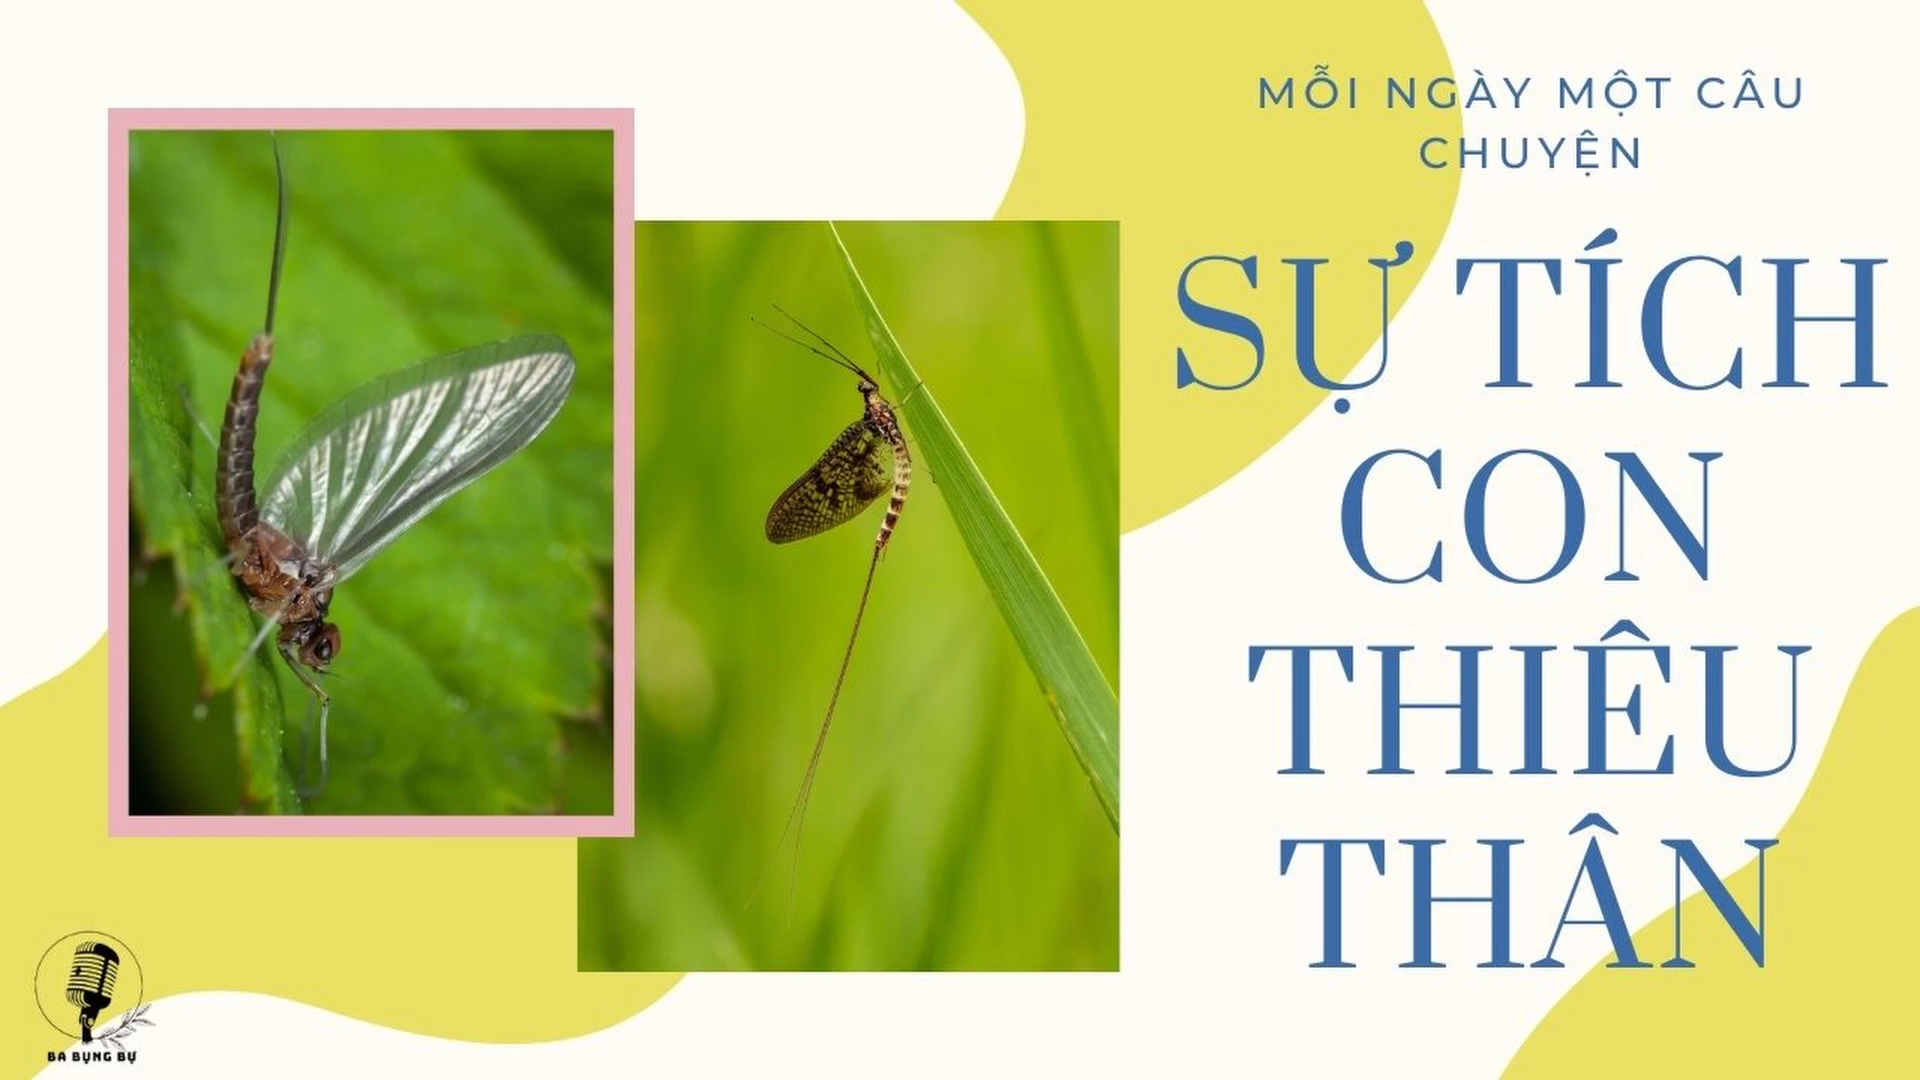 MỖI NGÀY MỘT CÂU
CHUYỆN
SỰ TÍCH
CON
THIÊU
THÂN
BA BỤNG BỰ